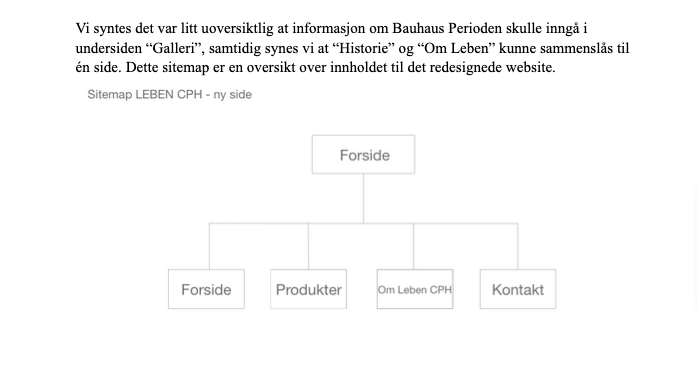 Vi syntes det var litt uoversiktlig at informasjon om Bauhaus Perioden skulle inngå i
undersiden “Galleri”, samtidig synes vi at “Historie” og “Om Leben” kunne sammenslås til
én side. Dette sitemap er en oversikt over innholdet til det redesignede website.
Sitemap LEBEN CPH - ny side
Forside
Forside
Produkter
Om Leben CPH
Kontakt